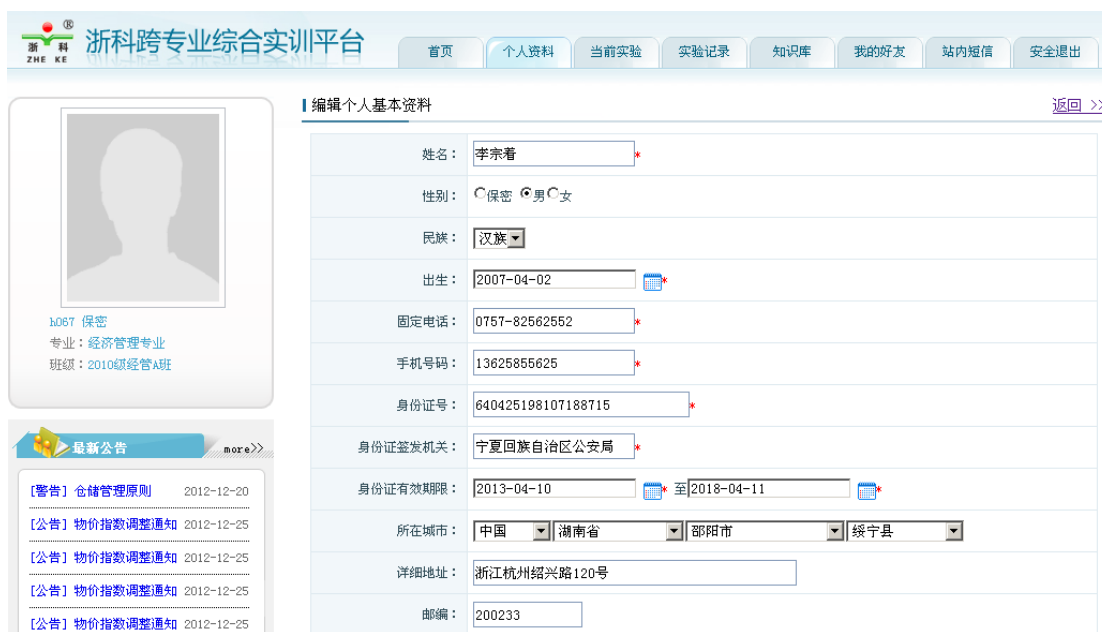 浙科 ®
ZHE KE
浙科跨专业综合实训平台
首页 个人资料 当前实验 实验记录 知识库 我的好友 站内短信 安全退出
编辑个人基本资料 返回 >>
姓名： 李宗着 *
性别： 保密 男 女
民族： 汉族
出生： 2007-04-02 *
固定电话： 0757-82562552 *
手机号码： 13625855625 *
身份证号： 640425198107188715 *
身份证签发机关： 宁夏回族自治区公安局 *
身份证有效期限： 2013-04-10 * 至 2018-04-11 *
所在城市： 中国 湖南省 邵阳市 绥宁县
详细地址： 浙江杭州绍兴路120号
邮编： 200233
h067 保密
专业：经济管理专业
班级：2010级经管A班
最新公告 more>>
[警告] 仓储管理原则 2012-12-20
[公告] 物价指数调整通知 2012-12-25
[公告] 物价指数调整通知 2012-12-25
[公告] 物价指数调整通知 2012-12-25
[公告] 物价指数调整通知 2012-12-25